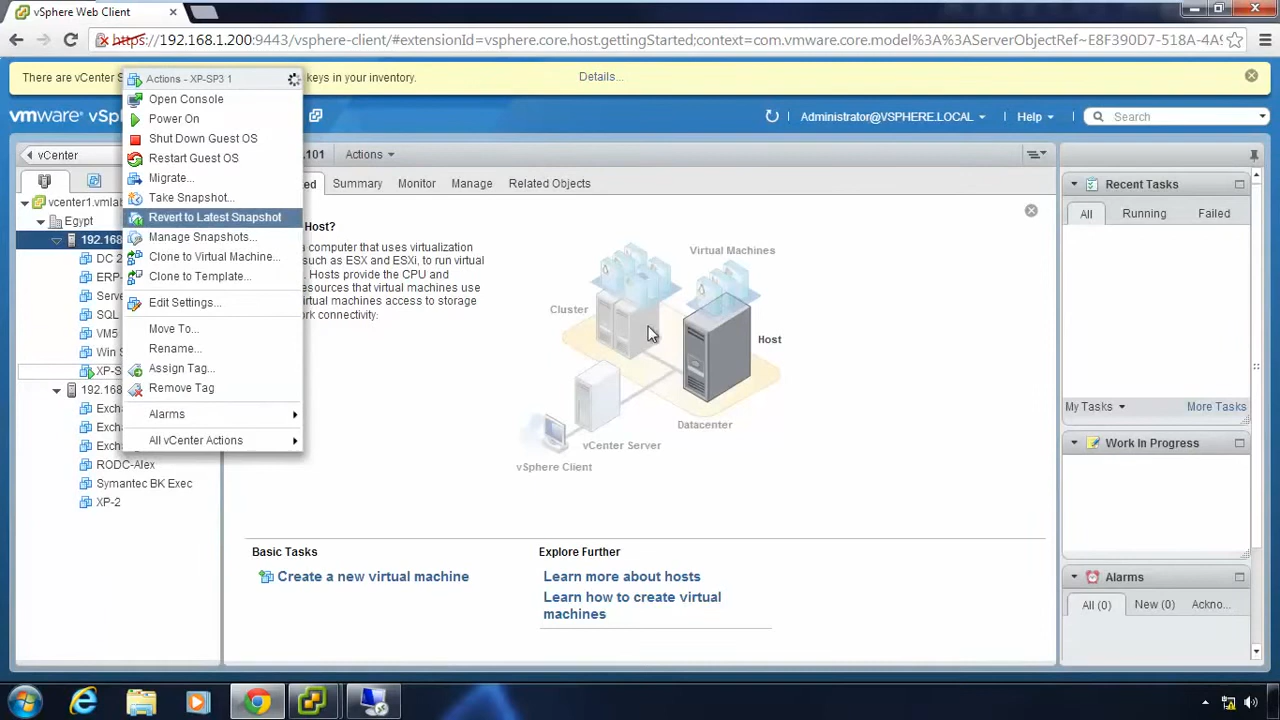 vSphere Web Client
https://192.168.1.200:9443/vsphere-client/#extensionId=vsphere.core.host.gettingStarted;context=com.vmware.core.model%3A%3AServerObjectRef~E8F390D7-518A-4A9
There are vCenter S
keys in your inventory.
Details...
vmware vSp
Administrator@VSPHERE.LOCAL
Help
Search
Actions - XP-SP3 1
Open Console
Power On
Shut Down Guest OS
Restart Guest OS
Migrate...
Take Snapshot...
Revert to Latest Snapshot
Manage Snapshots...
Clone to Virtual Machine...
Clone to Template...
Edit Settings...
Move To...
Rename...
Assign Tag...
Remove Tag
Alarms
All vCenter Actions
vCenter
vcenter1.vmlab
Egypt
192.168
DC 2
ERP-
Serve
SQL
VM5
Win S
XP-S
192.168
Exch
Exch
Exch
RODC-Alex
Symantec BK Exec
XP-2
.101
Actions
ed
Summary
Monitor
Manage
Related Objects
Host?
a computer that uses virtualization
such as ESX and ESXi, to run virtual
. Hosts provide the CPU and
resources that virtual machines use
virtual machines access to storage
rk connectivity.
Virtual Machines
Cluster
Host
Datacenter
vCenter Server
vSphere Client
Basic Tasks
Create a new virtual machine
Explore Further
Learn more about hosts
Learn how to create virtual
machines
Recent Tasks
All
Running
Failed
My Tasks
More Tasks
Work In Progress
Alarms
All (0)
New (0)
Ackno...